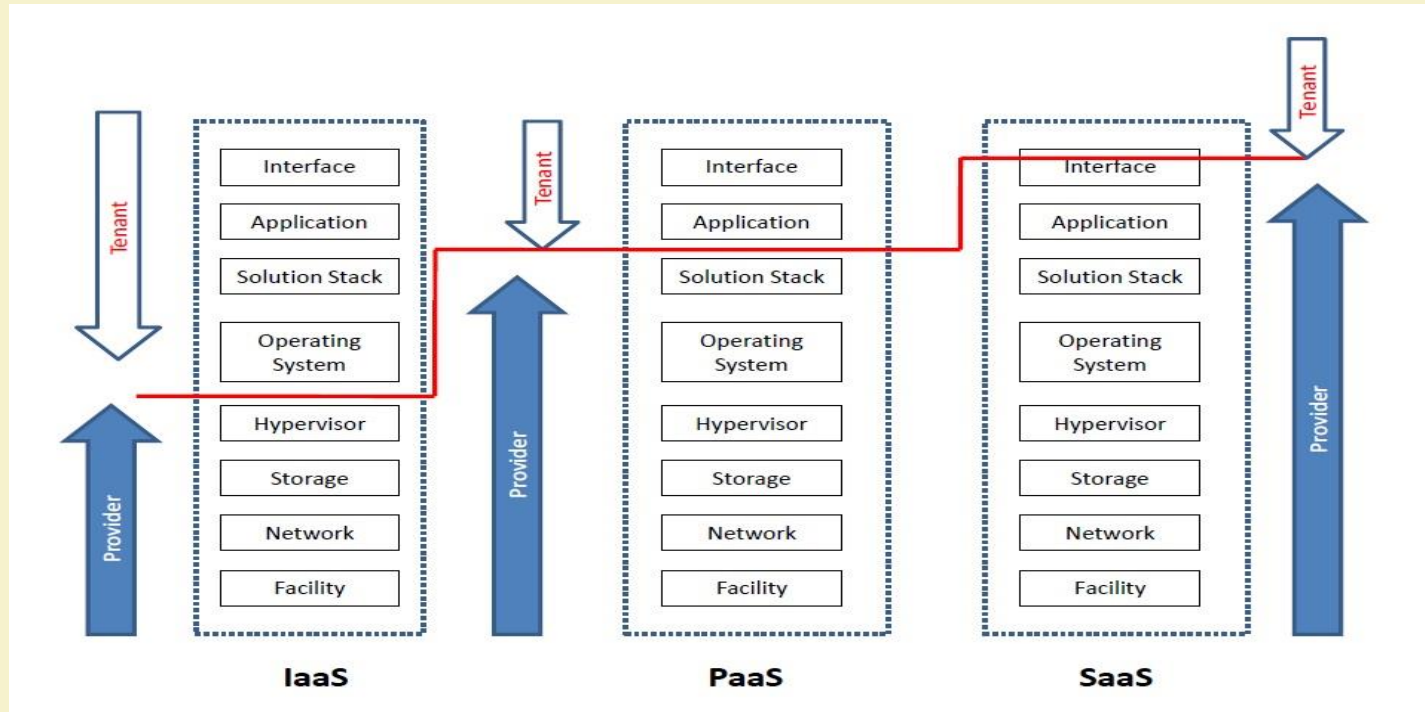 Tenant
Provider
Interface
Application
Solution Stack
Operating
System
Hypervisor
Storage
Network
Facility
IaaS
Tenant
Provider
Interface
Application
Solution Stack
Operating
System
Hypervisor
Storage
Network
Facility
PaaS
Interface
Application
Solution Stack
Operating
System
Hypervisor
Storage
Network
Facility
SaaS
Tenant
Provider